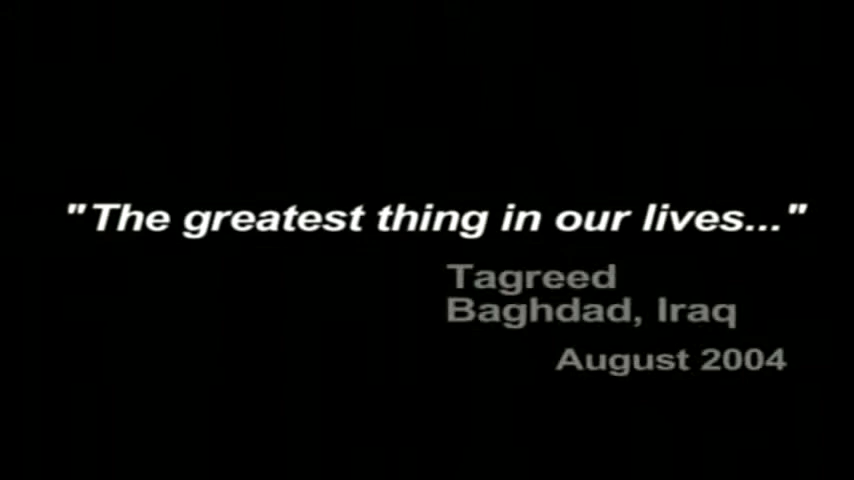 "The greatest thing in our lives..."
Tagreed
Baghdad, Iraq
August 2004